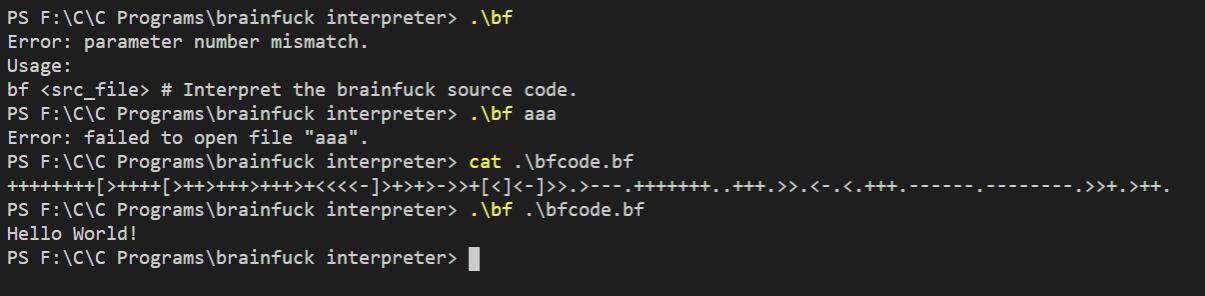 PS F:\C\C Programs\brainfuck interpreter> .\bf
Error: parameter number mismatch.
Usage:
bf <src_file> # Interpret the brainfuck source code.
PS F:\C\C Programs\brainfuck interpreter> .\bf aaa
Error: failed to open file "aaa".
PS F:\C\C Programs\brainfuck interpreter> cat .\bfcode.bf
++++++++[>++++[>++>+++>+++>+<<<<-]>+>+>->>+[<]<-]>>.>---.+++++++..+++.>>.<-.<.+++.------.--------.>>+.>++.
PS F:\C\C Programs\brainfuck interpreter> .\bf .\bfcode.bf
Hello World!
PS F:\C\C Programs\brainfuck interpreter>